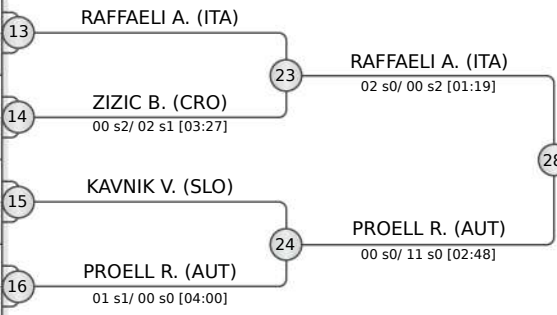 13
RAFFAELI A. (ITA)
23
RAFFAELI A. (ITA)
02 s0/ 00 s2 [01:19]
14
ZIZIC B. (CRO)
00 s2/ 02 s1 [03:27]
28
15
KAVNIK V. (SLO)
24
PROELL R. (AUT)
00 s0/ 11 s0 [02:48]
16
PROELL R. (AUT)
01 s1/ 00 s0 [04:00]